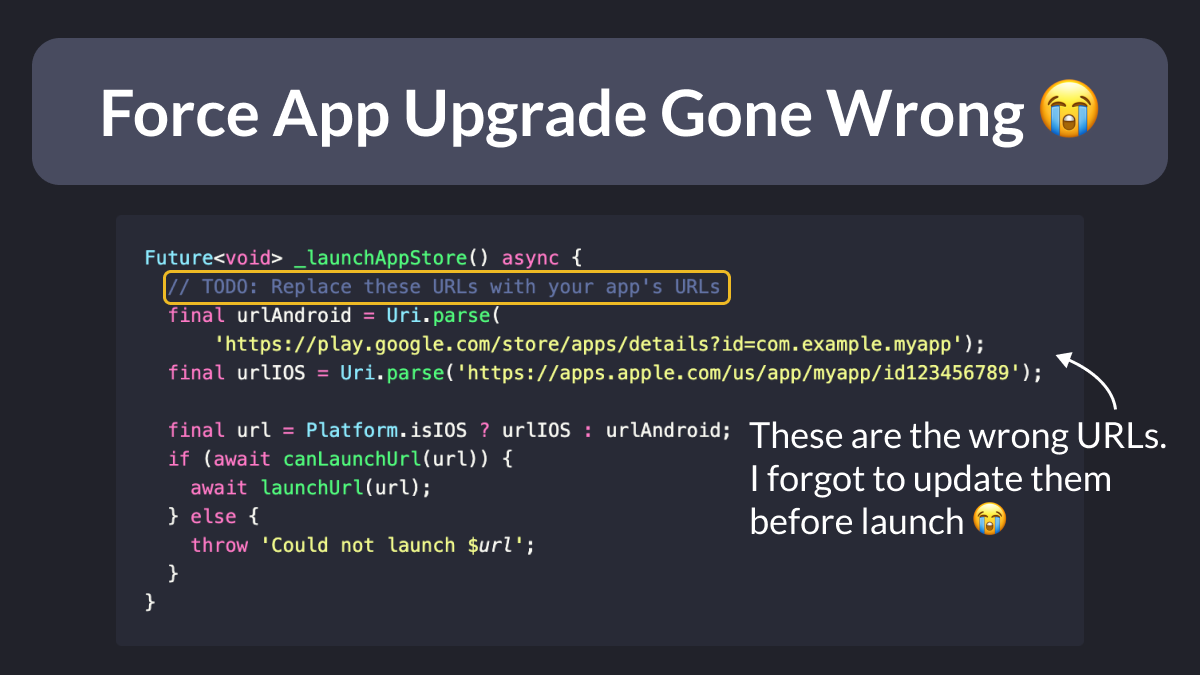 Force App Upgrade Gone Wrong 😭
Future<void> _launchAppStore() async {
// TODO: Replace these URLs with your app's URLs
final urlAndroid = Uri.parse(
'https://play.google.com/store/apps/details?id=com.example.myapp');
final urlIOS = Uri.parse('https://apps.apple.com/us/app/myapp/id123456789');
final url = Platform.isIOS ? urlIOS : urlAndroid;
if (await canLaunchUrl(url)) {
await launchUrl(url);
} else {
throw 'Could not launch $url';
}
}
These are the wrong URLs.
I forgot to update them
before launch 😭